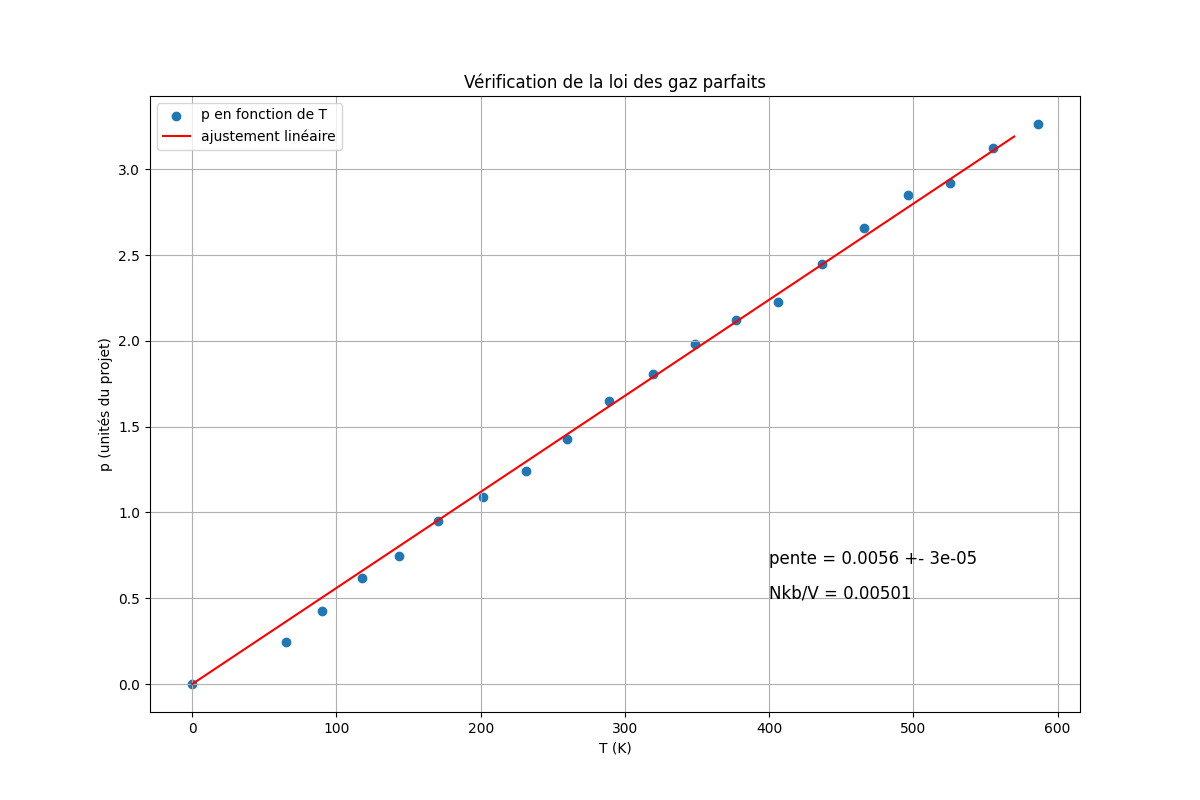 Vérification de la loi des gaz parfaits
p en fonction de T
ajustement linéaire
p (unités du projet)
3.0
2.5
2.0
1.5
1.0
0.5
0.0
pente = 0.0056 +- 3e-05
Nkb/V = 0.00501
0 100 200 300 400 500 600
T (K)